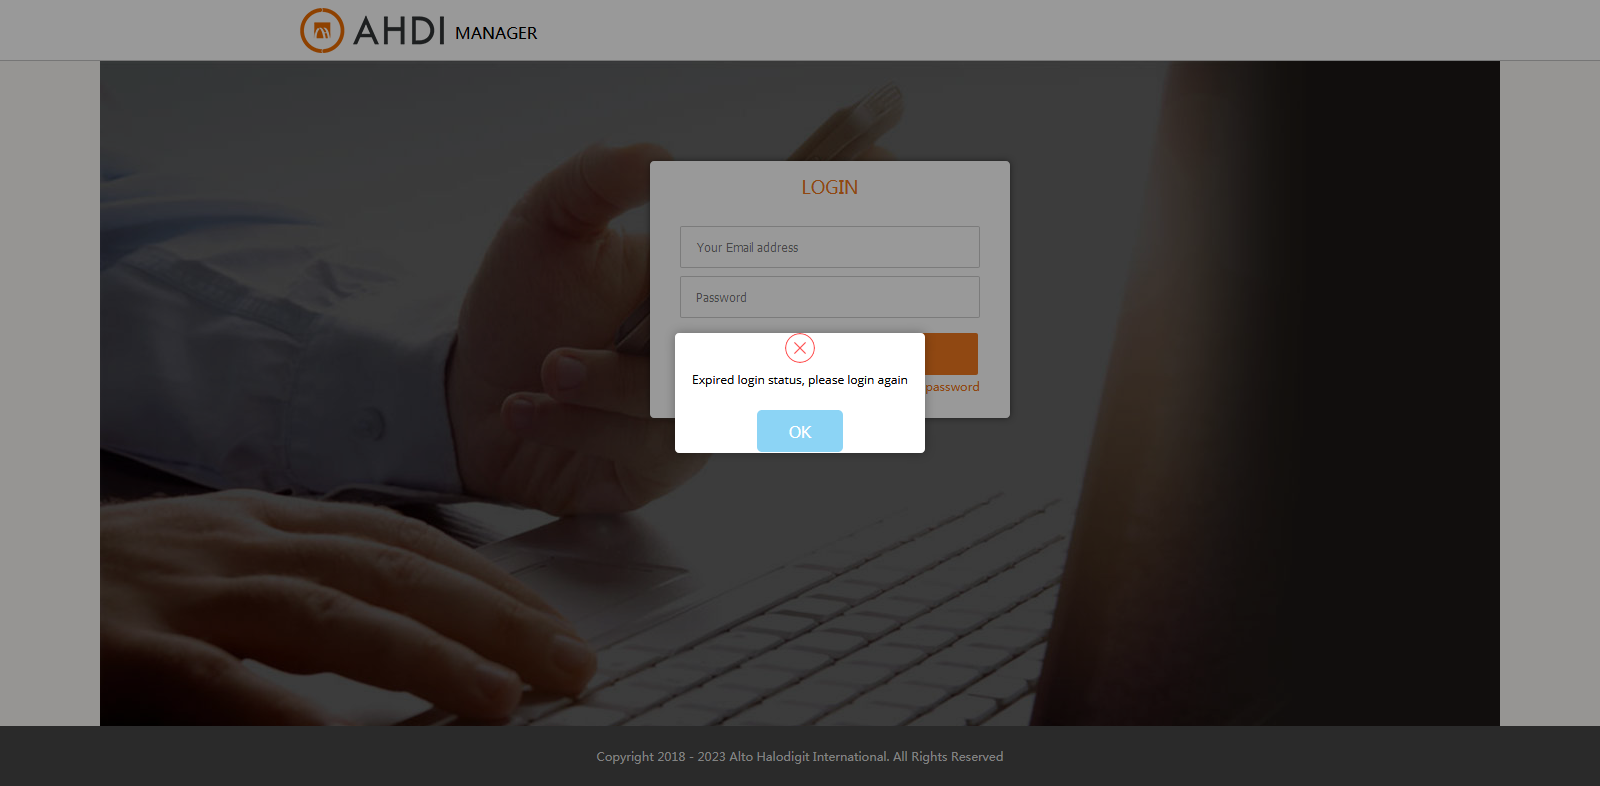 AHDI MANAGER
LOGIN
Your Email address
Password
password
Expired login status, please login again
OK
Copyright 2018 - 2023 Alto Halodigit International. All Rights Reserved